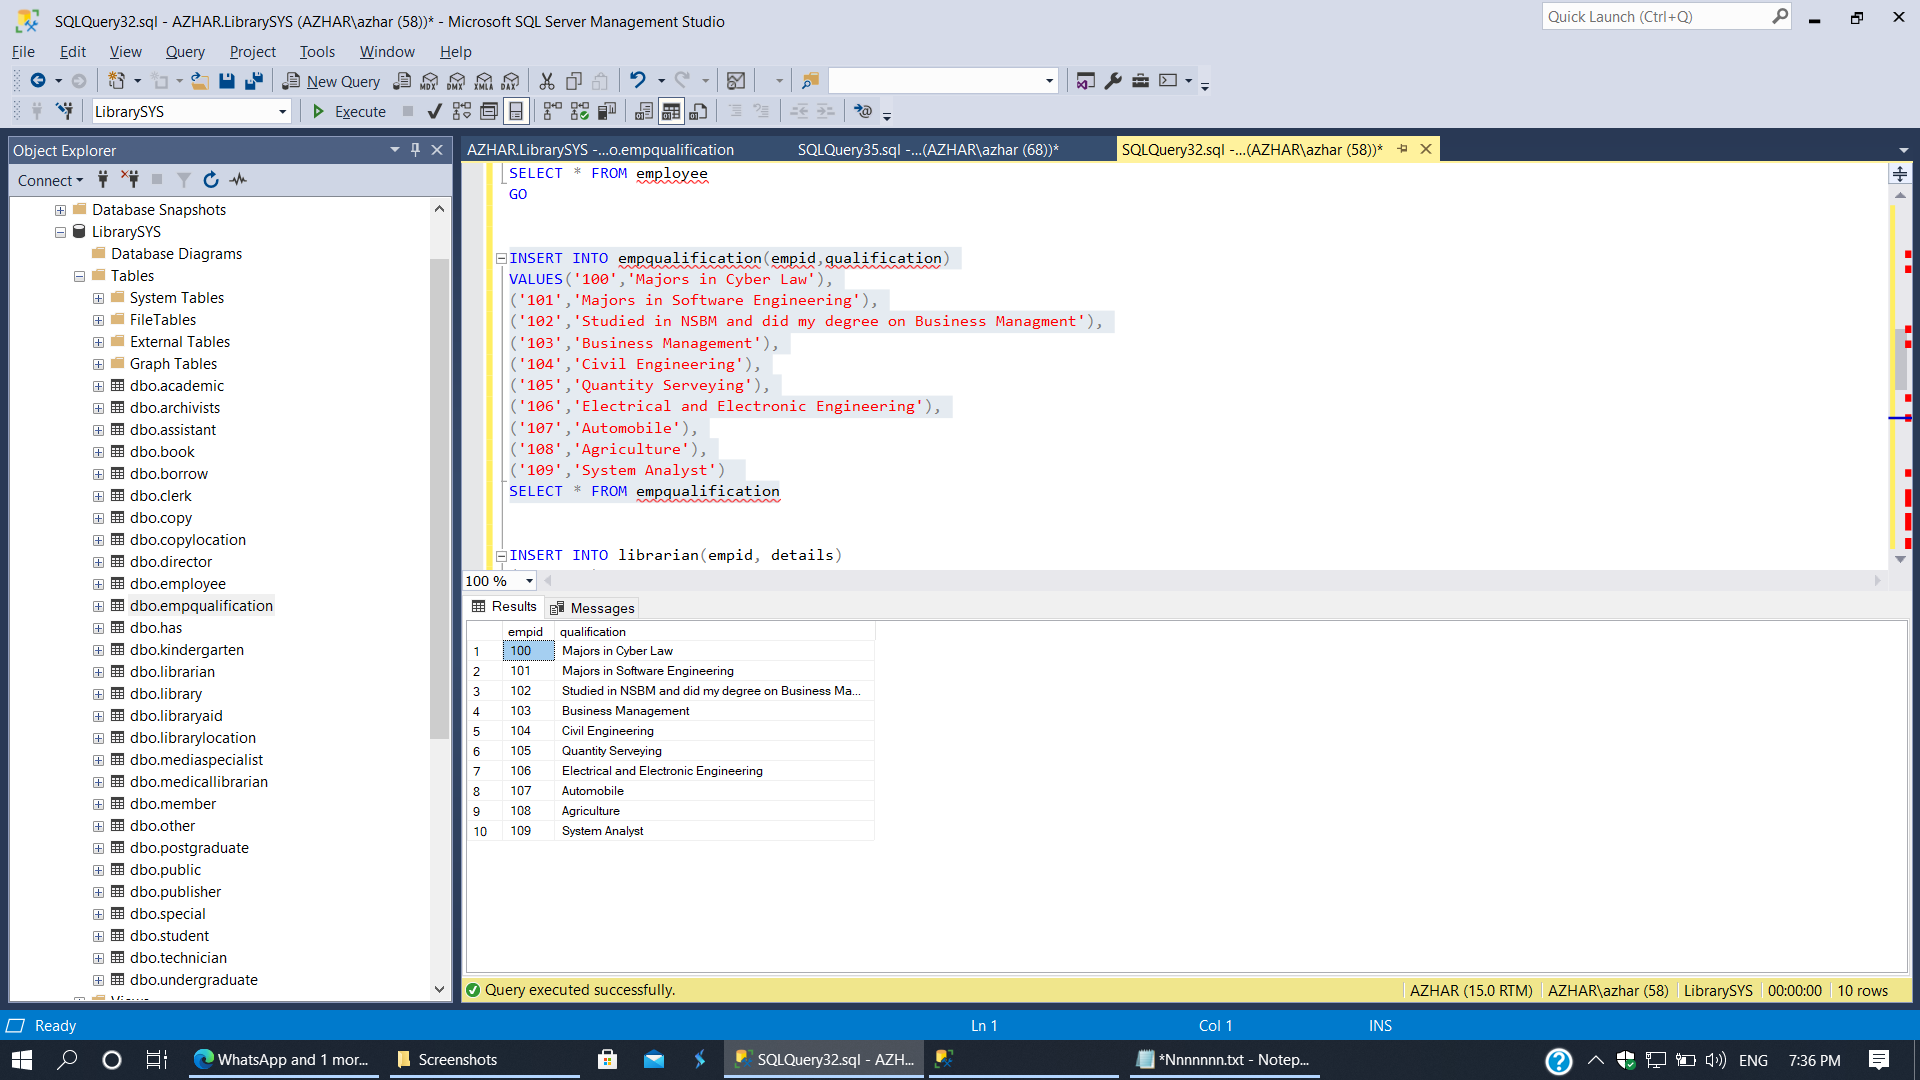 SQLQuery32.sql - AZHAR.LibrarySYS (AZHAR\azhar (58))* - Microsoft SQL Server Management Studio
Quick Launch (Ctrl+Q)
File Edit View Query Project Tools Window Help
New Query
MDX DMX XMLA DAX
LibrarySYS
Execute
Object Explorer
Connect
Database Snapshots
LibrarySYS
Database Diagrams
Tables
System Tables
FileTables
External Tables
Graph Tables
dbo.academic
dbo.archivists
dbo.assistant
dbo.book
dbo.borrow
dbo.clerk
dbo.copy
dbo.copylocation
dbo.director
dbo.employee
dbo.empqualification
dbo.has
dbo.kindergarten
dbo.librarian
dbo.library
dbo.libraryaid
dbo.librarylocation
dbo.mediaspecialist
dbo.medicallibrarian
dbo.member
dbo.other
dbo.postgraduate
dbo.public
dbo.publisher
dbo.special
dbo.student
dbo.technician
dbo.undergraduate
Views
AZHAR.LibrarySYS -...o.empqualification
SQLQuery35.sql -...(AZHAR\azhar (68))*
SQLQuery32.sql -...(AZHAR\azhar (58))*
SELECT * FROM employee
GO
INSERT INTO empqualification(empid,qualification)
VALUES('100','Majors in Cyber Law'),
('101','Majors in Software Engineering'),
('102','Studied in NSBM and did my degree on Business Managment'),
('103','Business Management'),
('104','Civil Engineering'),
('105','Quantity Serveying'),
('106','Electrical and Electronic Engineering'),
('107','Automobile'),
('108','Agriculture'),
('109','System Analyst')
SELECT * FROM empqualification
INSERT INTO librarian(empid, details)
100 %
Results Messages
empid qualification
1 100 Majors in Cyber Law
2 101 Majors in Software Engineering
3 102 Studied in NSBM and did my degree on Business Ma...
4 103 Business Management
5 104 Civil Engineering
6 105 Quantity Serveying
7 106 Electrical and Electronic Engineering
8 107 Automobile
9 108 Agriculture
10 109 System Analyst
Query executed successfully.
AZHAR (15.0 RTM) AZHAR\azhar (58) LibrarySYS 00:00:00 10 rows
Ready Ln 1 Col 1 INS
WhatsApp and 1 mor... Screenshots SQLQuery32.sql - AZH... *Nnnnnnn.txt - Notep... ENG 7:36 PM